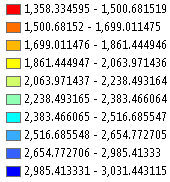 1,358.334595 - 1,500.681519
1,500.68152 - 1,699.011475
1,699.011476 - 1,861.444946
1,861.444947 - 2,063.971436
2,063.971437 - 2,238.493164
2,238.493165 - 2,383.466064
2,383.466065 - 2,516.685547
2,516.685548 - 2,654.772705
2,654.772706 - 2,985.41333
2,985.413331 - 3,031.443115